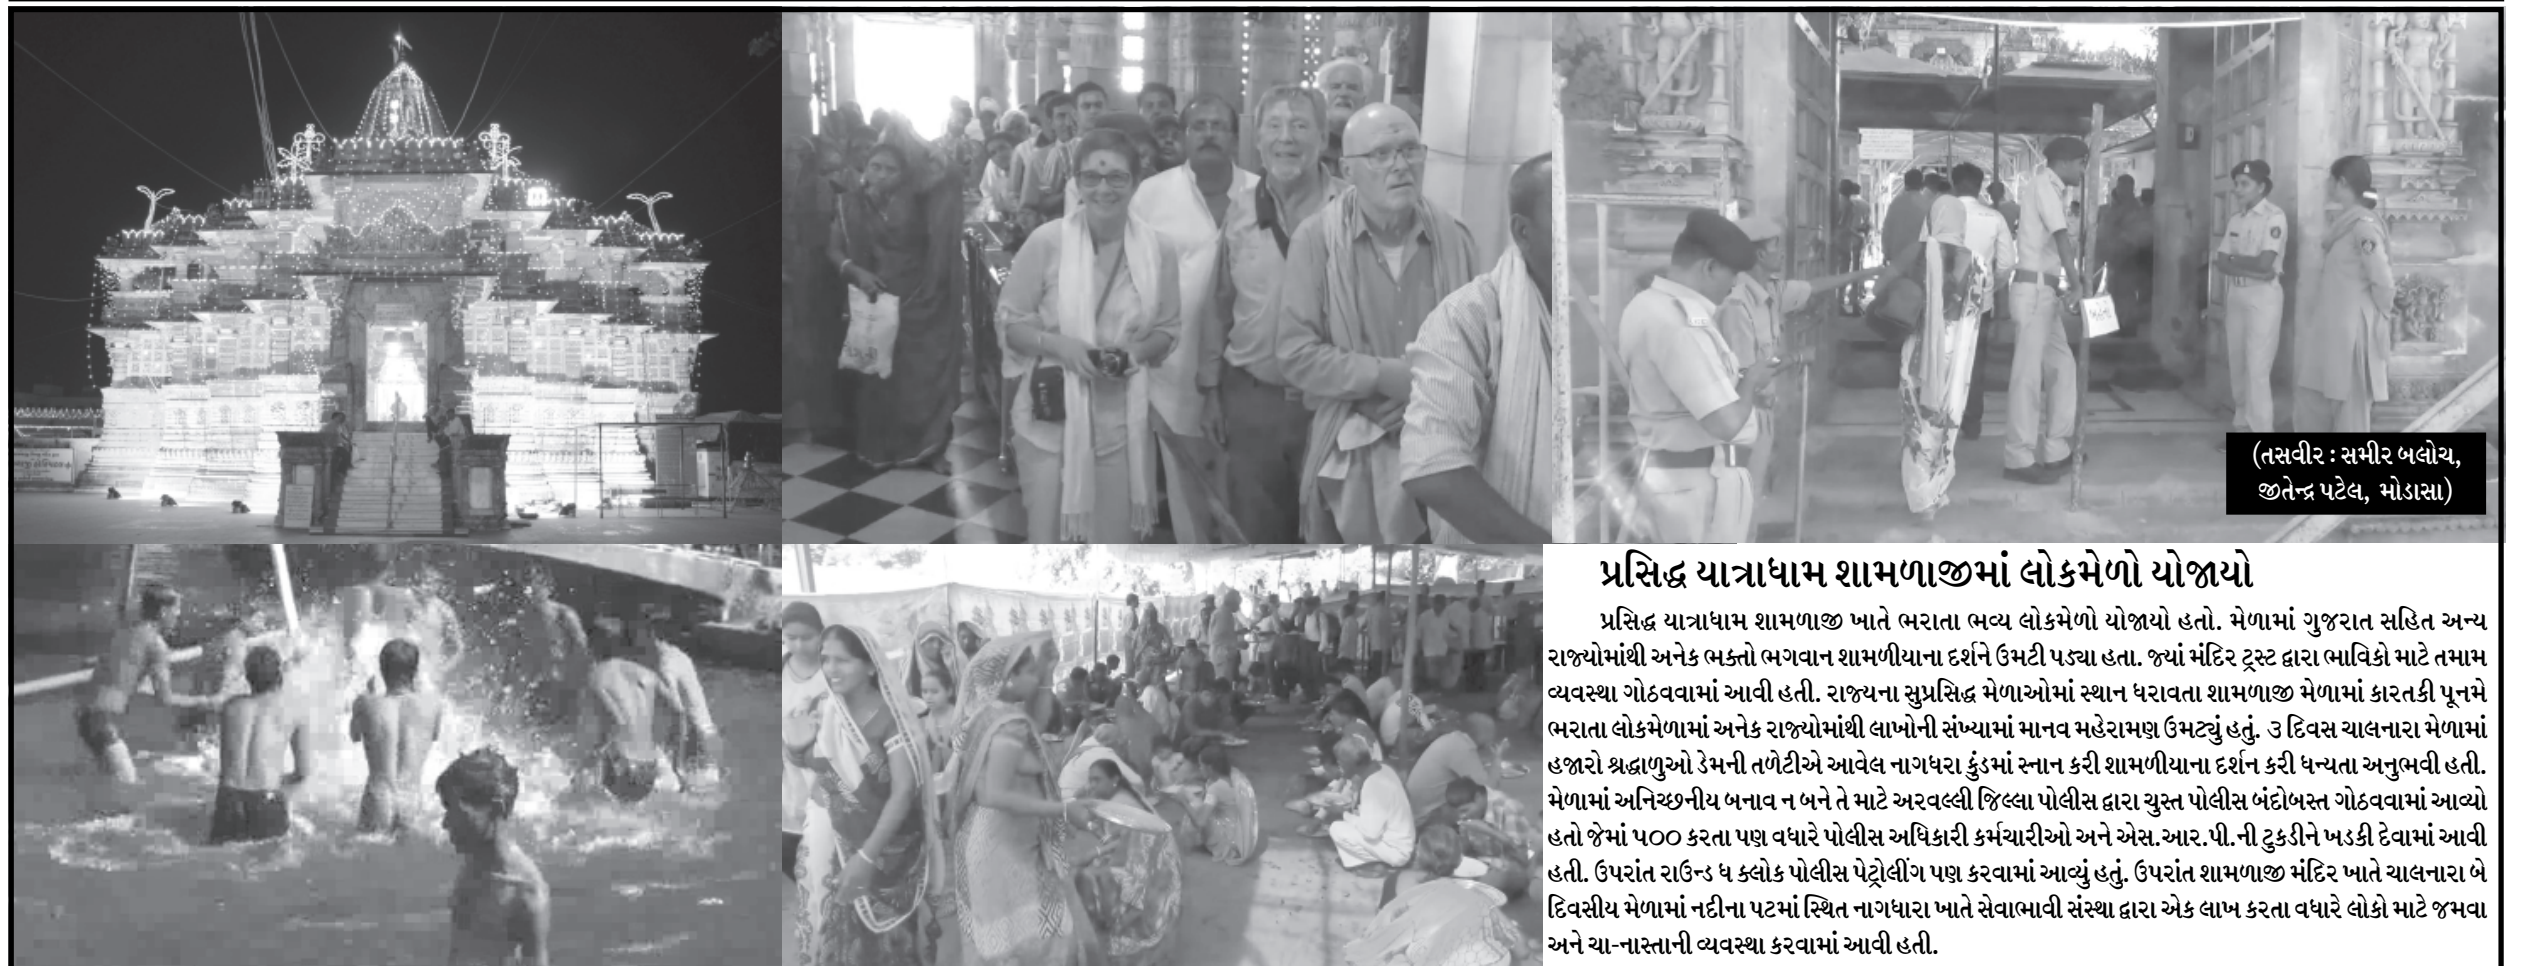 (તસવીર : સમીર બલોચ,
જીતેન્દ્ર પટેલ, મોડાસા)
પ્રસિદ્ધ યાત્રાધામ શામળાજીમાં લોકમેળો યોજાયો
પ્રસિદ્ધ યાત્રાધામ શામળાજી ખાતે ભરાતા ભવ્ય લોકમેળો યોજાયો હતો. મેળામાં ગુજરાત સહિત અન્ય
રાજ્યોમાંથી અનેક ભક્તો ભગવાન શામળીયાના દર્શને ઉમટી પડ્યા હતા. જ્યાં મંદિર ટ્રસ્ટ દ્વારા ભાવિકો માટે તમામ
વ્યવસ્થા ગોઠવવામાં આવી હતી. રાજ્યના સુપ્રસિદ્ધ મેળાઓમાં સ્થાન ધરાવતા શામળાજી મેળામાં કારતકી પૂનમે
ભરાતા લોકમેળામાં અનેક રાજ્યોમાંથી લાખોની સંખ્યામાં માનવ મહેરામણ ઉમટ્યું હતું. ૩ દિવસ ચાલનારા મેળામાં
હજારો શ્રદ્ધાળુઓ ડેમની તળેટીએ આવેલ નાગધરા કુંડમાં સ્નાન કરી શામળીયાના દર્શન કરી ધન્યતા અનુભવી હતી.
મેળામાં અનિચ્છનીય બનાવ ન બને તે માટે અરવલ્લી જિલ્લા પોલીસ દ્વારા ચુસ્ત પોલીસ બંદોબસ્ત ગોઠવવામાં આવ્યો
હતો જેમાં ૫૦૦ કરતા પણ વધારે પોલીસ અધિકારી કર્મચારીઓ અને એસ.આર.પી.ની ટુકડીને ખડકી દેવામાં આવી
હતી. ઉપરાંત રાઉન્ડ ધ ક્લોક પોલીસ પેટ્રોલીંગ પણ કરવામાં આવ્યું હતું. ઉપરાંત શામળાજી મંદિર ખાતે ચાલનારા બે
દિવસીય મેળામાં નદીના પટમાં સ્થિત નાગધારા ખાતે સેવાભાવી સંસ્થા દ્વારા એક લાખ કરતા વધારે લોકો માટે જમવા
અને ચા-નાસ્તાની વ્યવસ્થા કરવામાં આવી હતી.